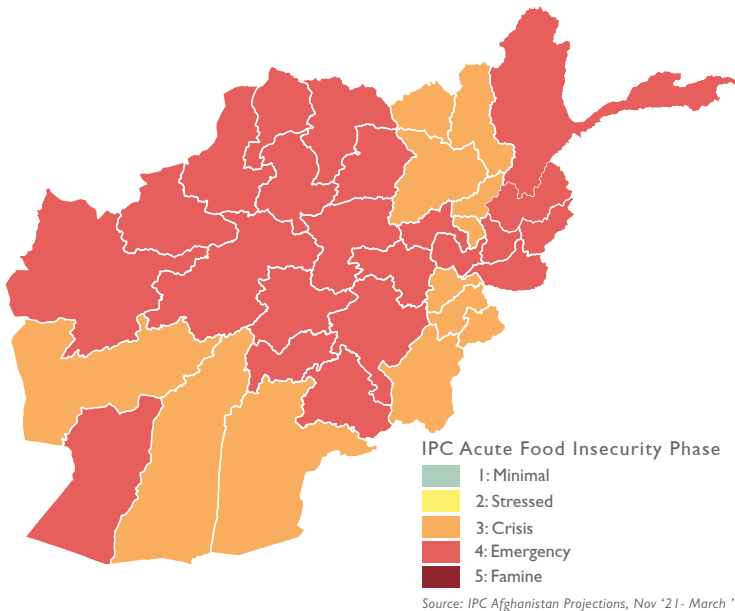 IPC Acute Food Insecurity Phase
1: Minimal
2: Stressed
3: Crisis
4: Emergency
5: Famine
Source: IPC Afghanistan Projections, Nov ‘21- March ’